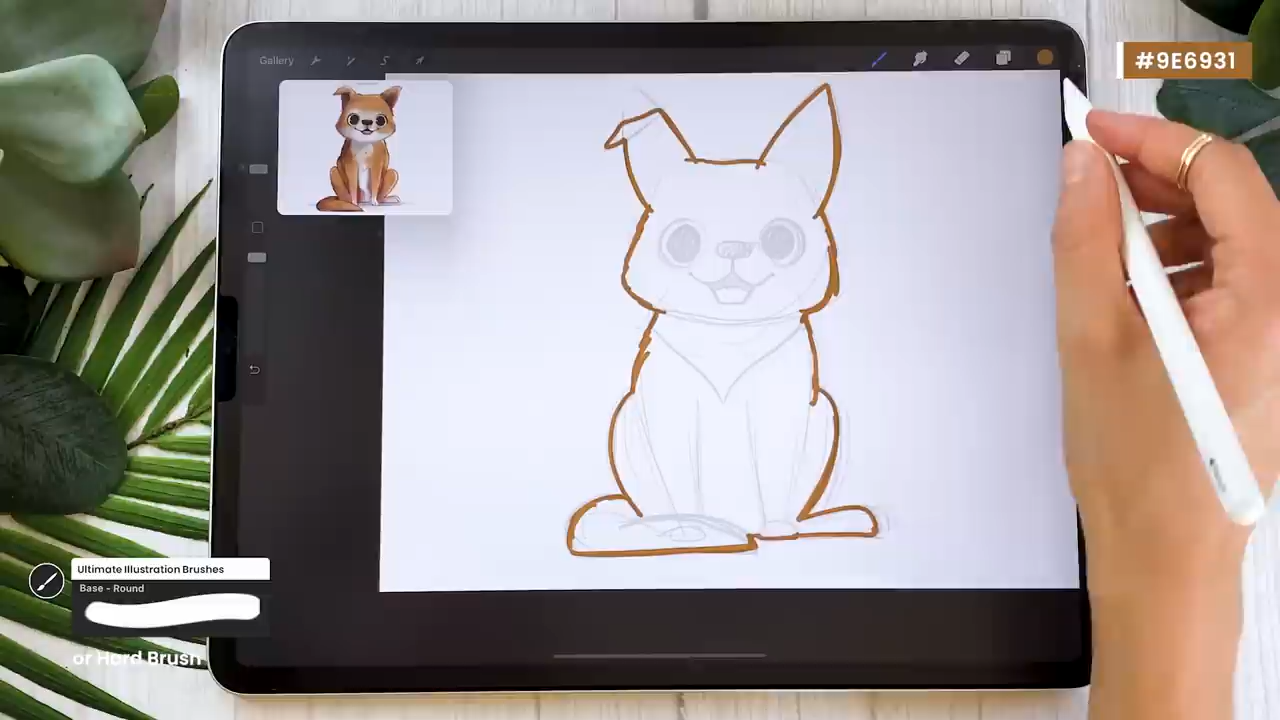 Gallery
#9E6931
Ultimate Illustration Brushes
Base - Round
or Hard Brush